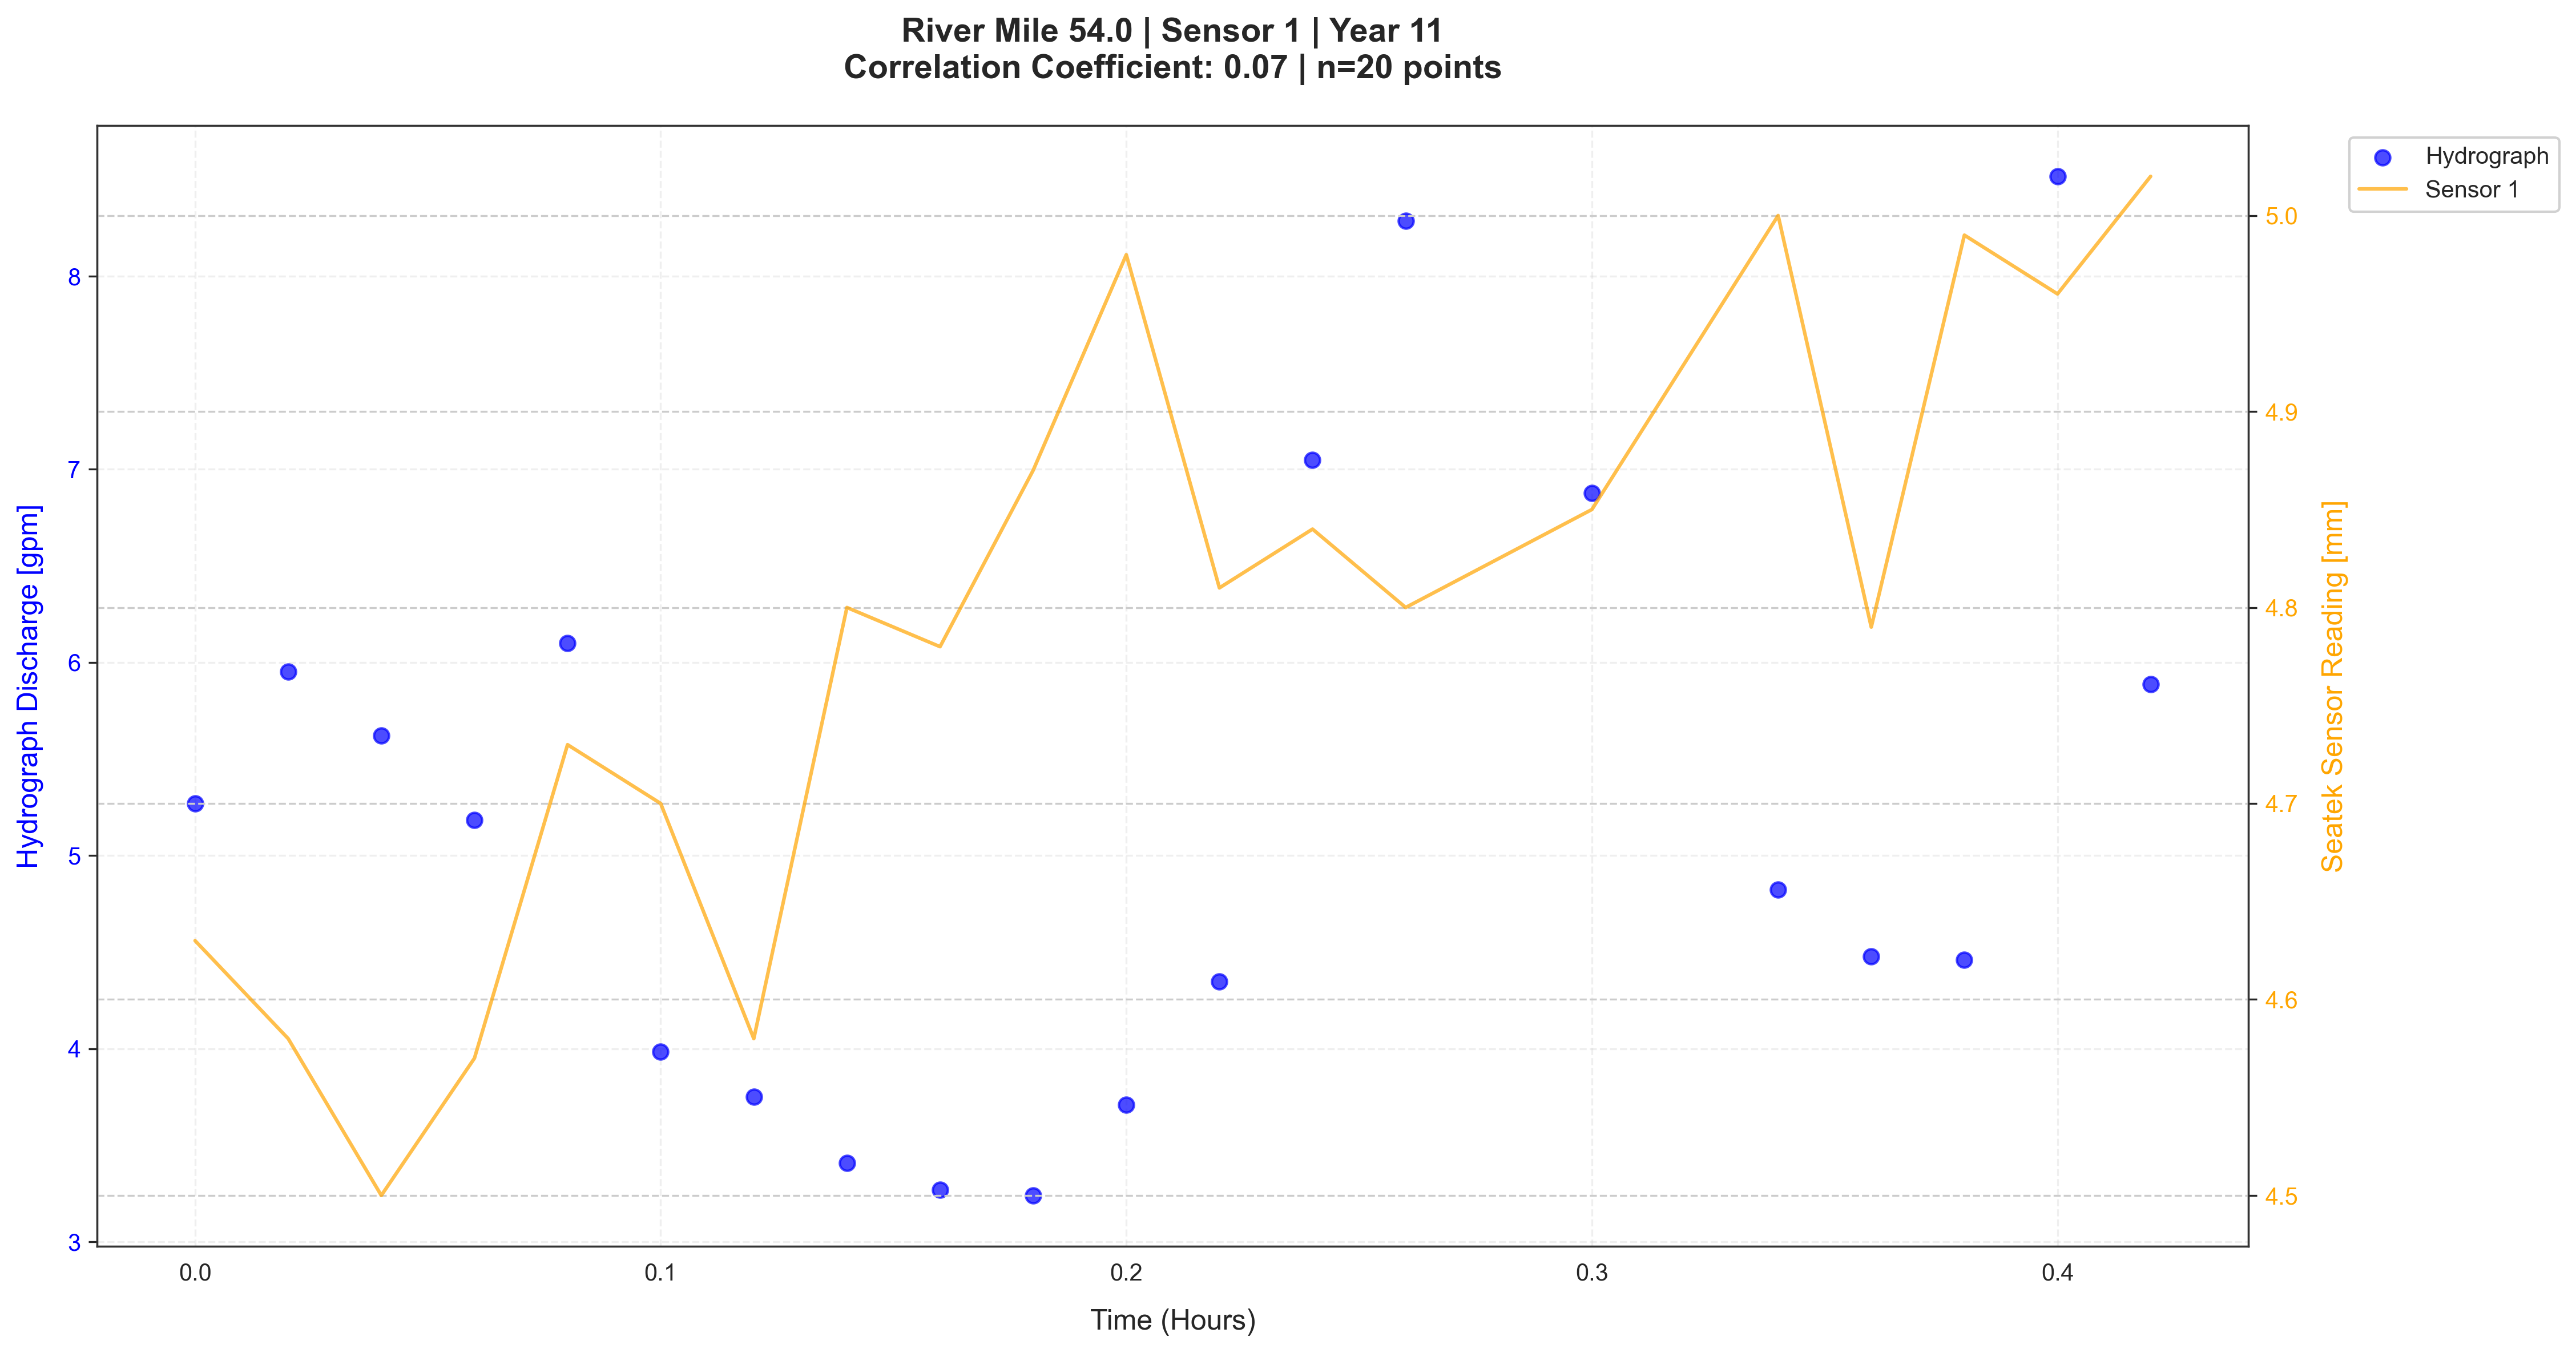 River Mile 54.0 | Sensor 1 | Year 11
Correlation Coefficient: 0.07 | n=20 points
Hydrograph
Sensor 1
Hydrograph Discharge [gpm]
8
7
6
5
4
3
5.0
4.9
4.8
4.7
4.6
4.5
Seatek Sensor Reading [mm]
0.0 0.1 0.2 0.3 0.4
Time (Hours)